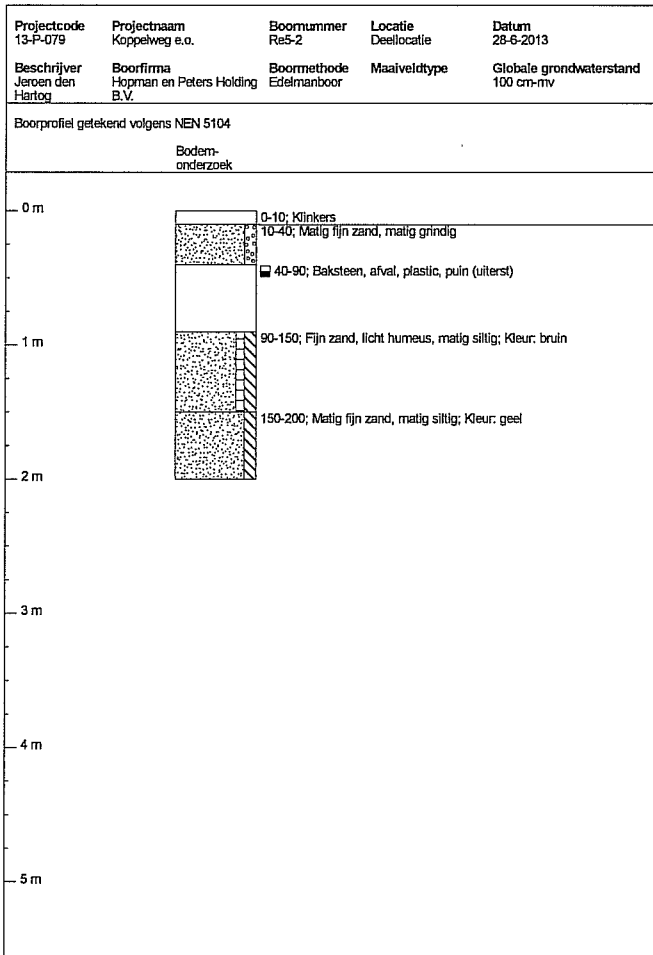 Projectcode Projectnaam Boornummer Locatie Datum
13-P-079 Koppelweg e.o. Re5-2 Deellocatie 28-6-2013
Beschrijver Boorfirma Boormethode Maaiveldtype Globale grondwaterstand
Jeroen den Hopman en Peters Holding Edelmanboor 100 cm-mv
Hartog B.V.
Boorprofiel getekend volgens NEN 5104
Bodem-
onderzoek
0 m
0-10; Klinkers
10-40; Matig fijn zand, matig grindig
40-90; Baksteen, afval, plastic, puin (uiterst)
1 m
90-150; Fijn zand, licht humeus, matig siltig; Kleur: bruin
150-200; Matig fijn zand, matig siltig; Kleur: geel
2 m
3 m
4 m
5 m